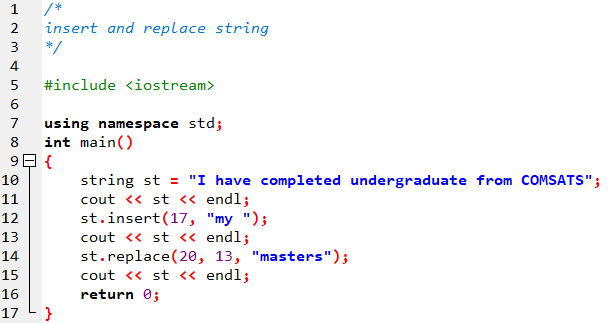 1 /*
2 insert and replace string
3 */
4
5 #include <iostream>
6
7 using namespace std;
8 int main()
9 {
10 string st = "I have completed undergraduate from COMSATS";
11 cout << st << endl;
12 st.insert(17, "my ");
13 cout << st << endl;
14 st.replace(20, 13, "masters");
15 cout << st << endl;
16 return 0;
17 }